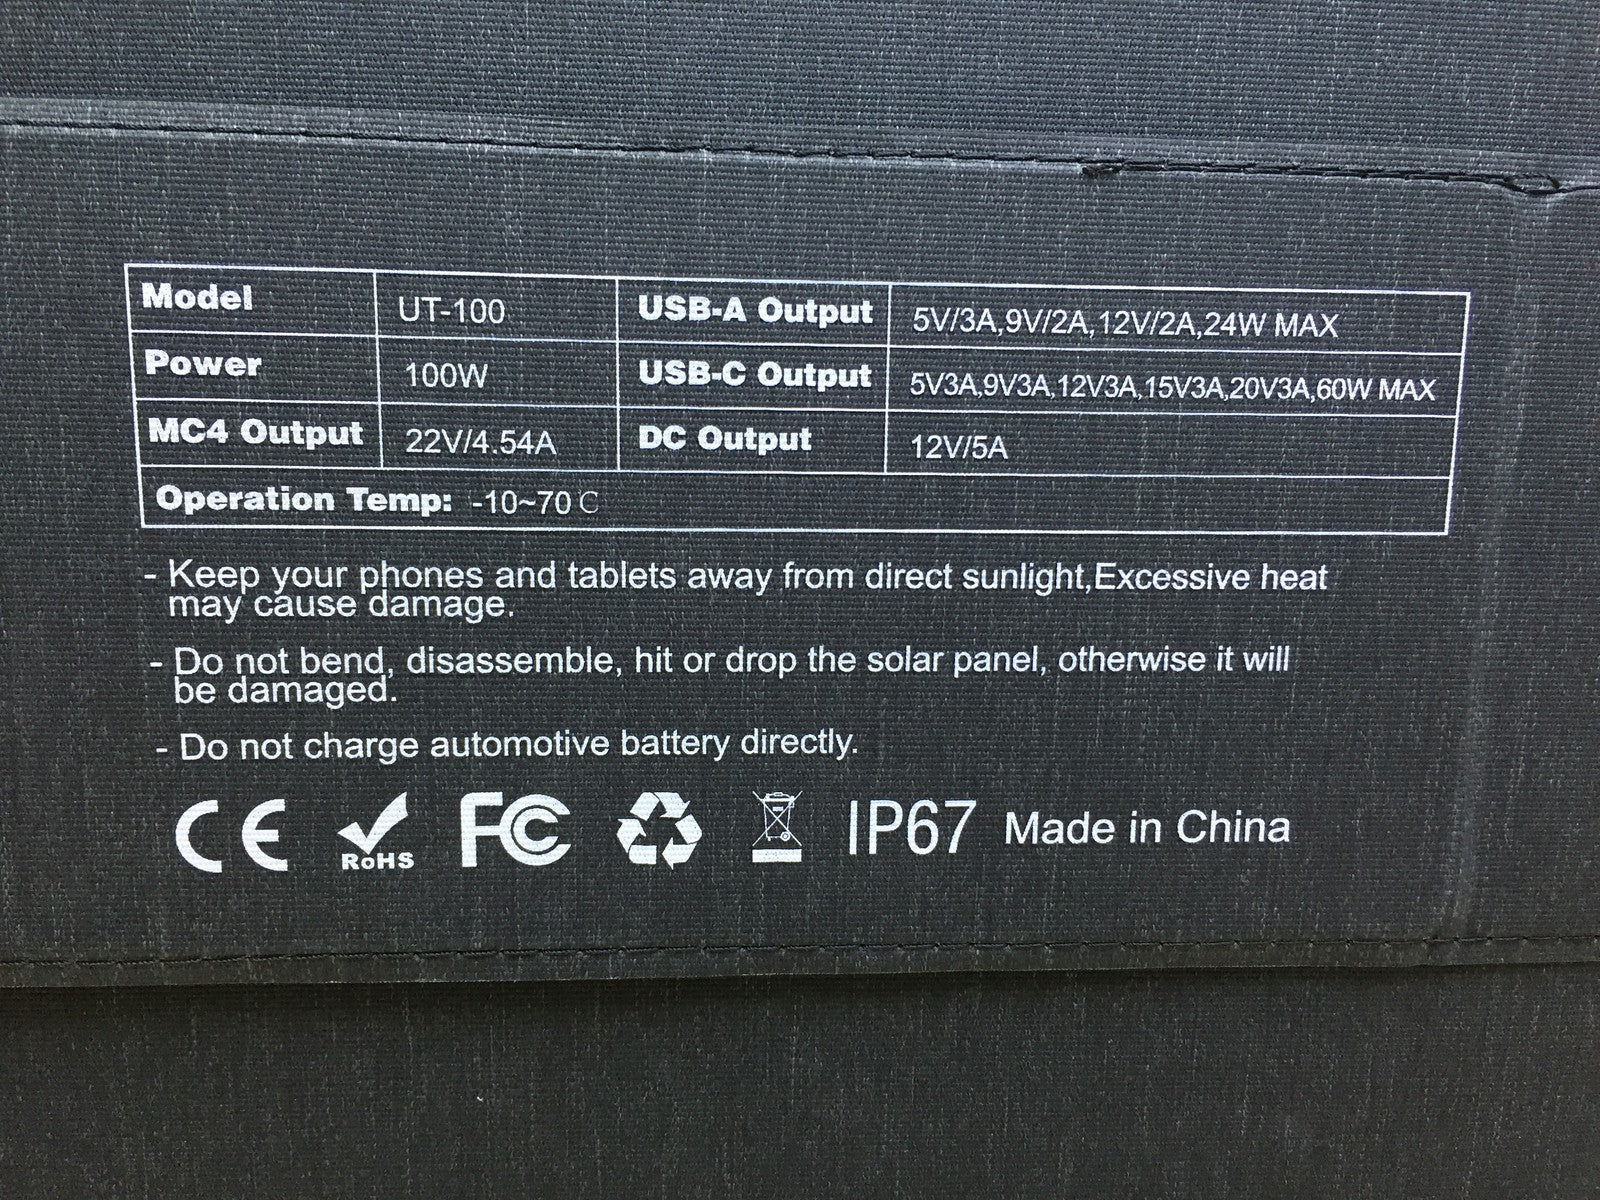 Model UT-100 USB-A Output 5V/3A,9V/2A,12V/2A,24W MAX
Power 100W USB-C Output 5V3A,9V3A,12V3A,15V3A,20V3A,60W MAX
MC4 Output 22V/4.54A DC Output 12V/5A
Operation Temp: -10~70 C
- Keep your phones and tablets away from direct sunlight,Excessive heat
may cause damage.
- Do not bend, disassemble, hit or drop the solar panel, otherwise it will
be damaged.
- Do not charge automotive battery directly.
CE RoHS FC IP67 Made in China